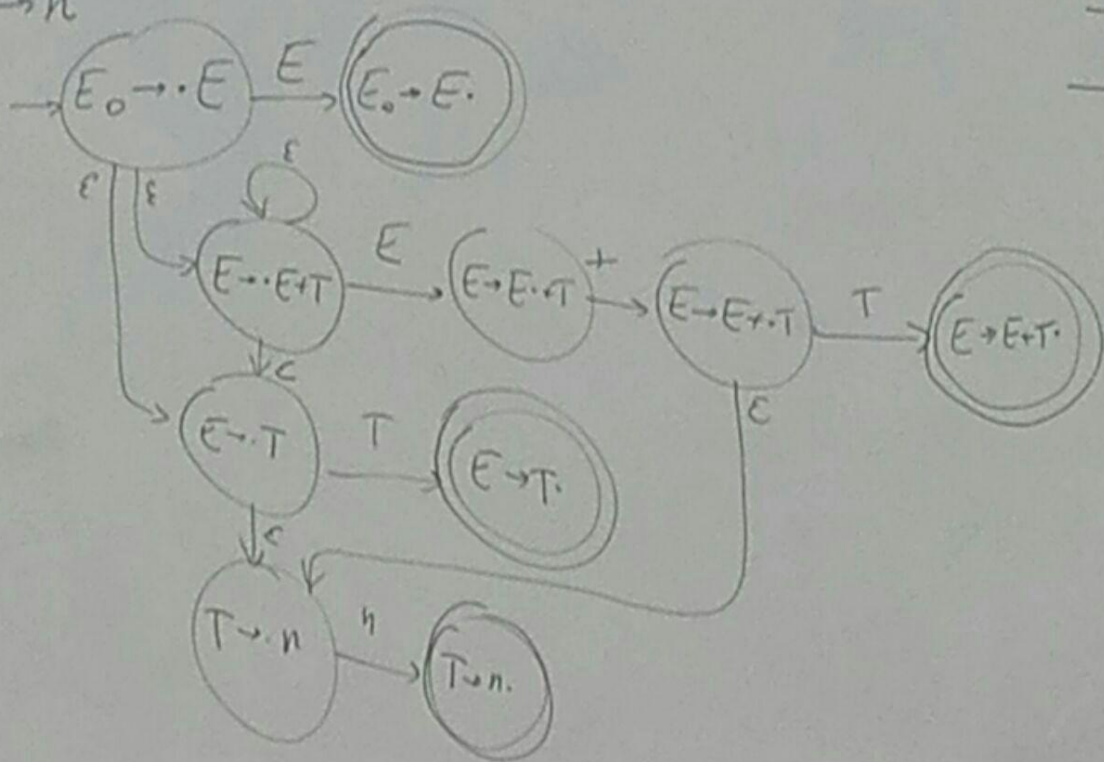 →n
E₀→·E E E₀→E·
ε ε ε
E→·E+T E E→E·+T + E→E+·T T E→E+T·
ε
E→·T T E→T· ε
ε
T→·n n T→n·